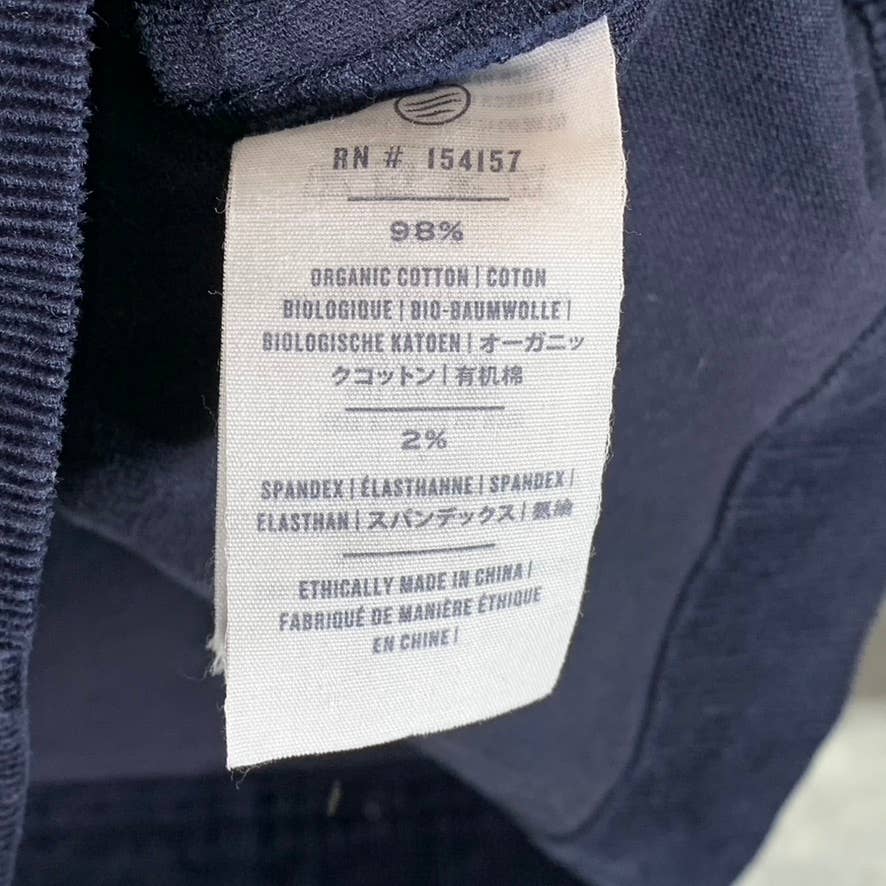 RN # 154157
98%
ORGANIC COTTON | COTON
BIOLOGIQUE | BIO-BAUMWOLLE |
BIOLOGISCHE KATOEN | オーガニッ
クコットン | 有机棉
2%
SPANDEX | ÉLASTHANNE | SPANDEX |
ELASTHAN | スパンデックス |
ETHICALLY MADE IN CHINA |
FABRIQUÉ DE MANIÈRE ÉTHIQUE
EN CHINE |